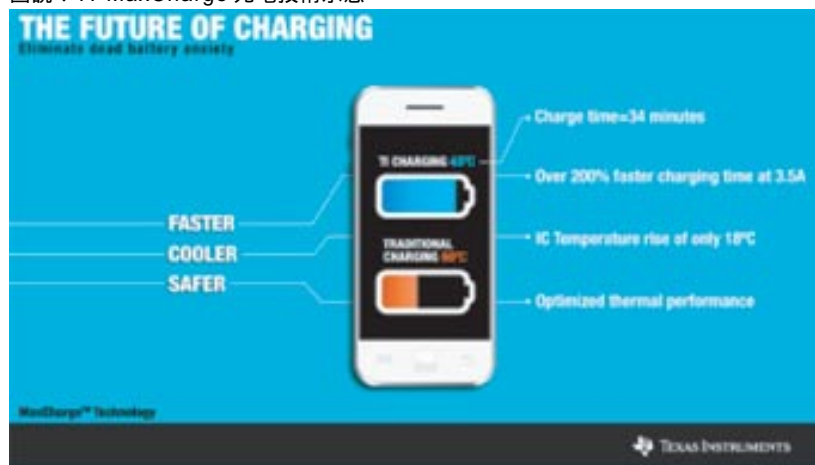 THE FUTURE OF CHARGING
Eliminate dead battery anxiety
TI CHARGING
TRADITIONAL
CHARGING
FASTER
COOLER
SAFER
Charge time=34 minutes
Over 200% faster charging time at 3.5A
IC Temperature rise of only 18ºC
Optimized thermal performance
MaxCharge™ Technology
TEXAS INSTRUMENTS